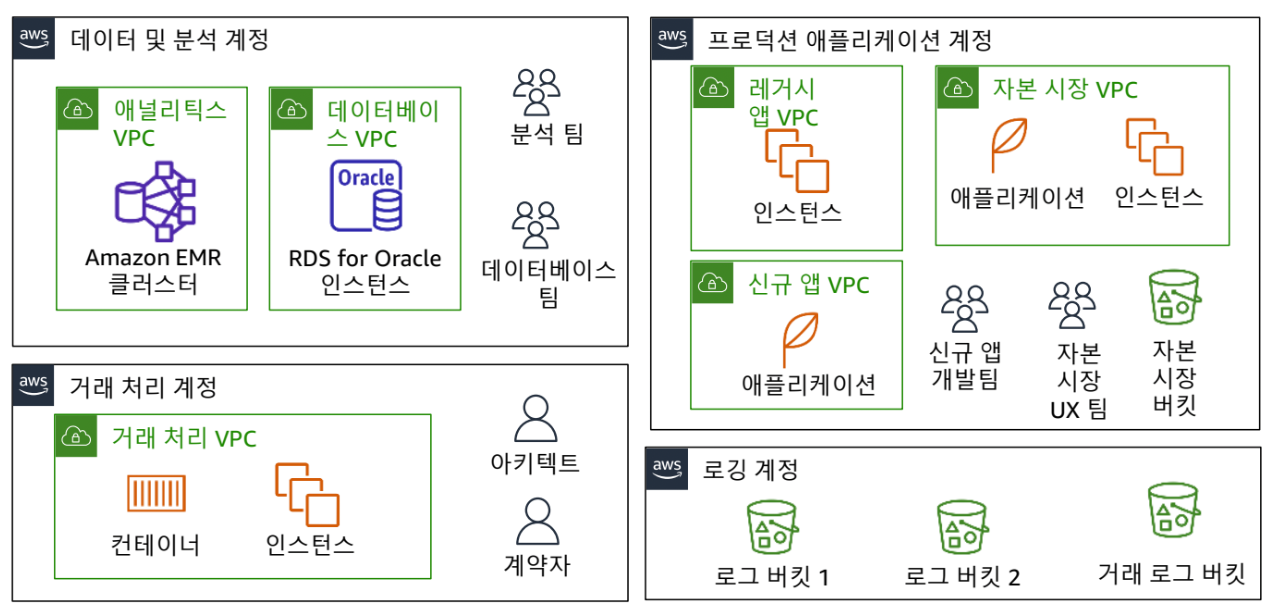 aws
데이터 및 분석 계정
애널리틱스
VPC
Amazon EMR
클러스터
데이터베이
스 VPC
Oracle
RDS for Oracle
인스턴스
분석 팀
데이터베이스
팀
aws
프로덕션 애플리케이션 계정
레거시
앱 VPC
인스턴스
자본 시장 VPC
애플리케이션
인스턴스
신규 앱 VPC
애플리케이션
신규 앱
개발팀
자본
시장
UX 팀
자본
시장
버킷
aws
거래 처리 계정
거래 처리 VPC
컨테이너
인스턴스
아키텍트
계약자
aws
로깅 계정
로그 버킷 1
로그 버킷 2
거래 로그 버킷